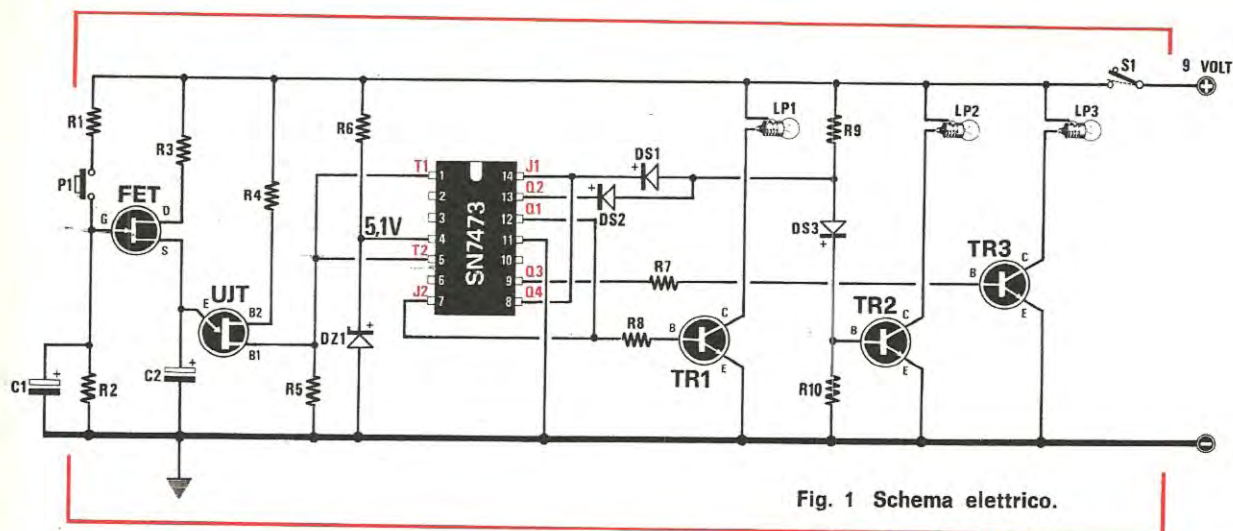 S1
9 VOLT
R1
R3
R4
R6
LP1
R9
LP2
LP3
P1
FET
G
D
S
T1
1
2
3
4
5
6
7
T2
J2
5,1V
SN7473
14
13
12
11
10
9
8
J1
Q2
Q1
Q3
Q4
DS1
DS2
DS3
R7
R8
UJT
E
B2
B1
DZ1
C1
R2
C2
R5
B
C
E
TR1
R10
B
C
E
TR2
TR3
B
C
E
Fig. 1 Schema elettrico.